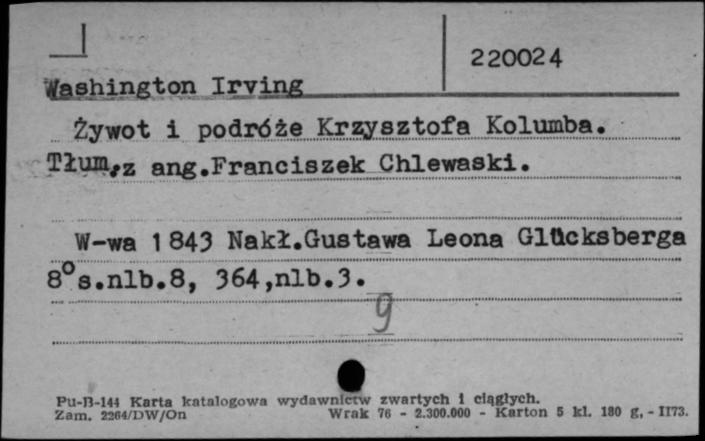 220024
Washington Irving
Żywot i podróże Krzysztofa Kolumba.
Tłum,z ang.Franciszek Chlewaski.
W-wa 1843 Nakł.Gustawa Leona Glücksberga
8° s.nlb.8, 364,nlb.3.
9
Pu-B-144 Karta katalogowa wydawnictw zwartych i ciągłych.
Zam. 2264/DW/On Wrak 76 - 2.300.000 - Karton 5 kl. 180 g, - II73.